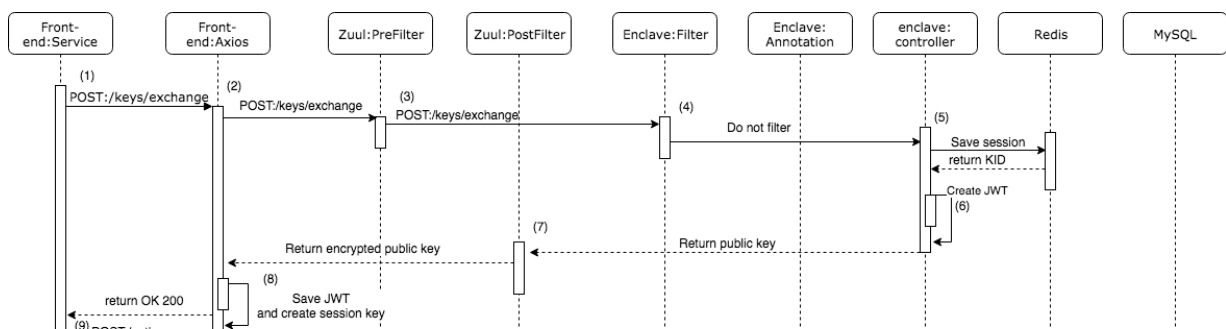 Front-
end:Service
Front-
end:Axios
Zuul:PreFilter
Zuul:PostFilter
Enclave:Filter
Enclave:
Annotation
enclave:
controller
Redis
MySQL
(1)
POST:/keys/exchange
(2)
POST:/keys/exchange
(3)
POST:/keys/exchange
(4)
Do not filter
(5)
Save session
return KID
Create JWT
(6)
(7)
Return public key
Return encrypted public key
(8)
Save JWT
and create session key
return OK 200
(9)